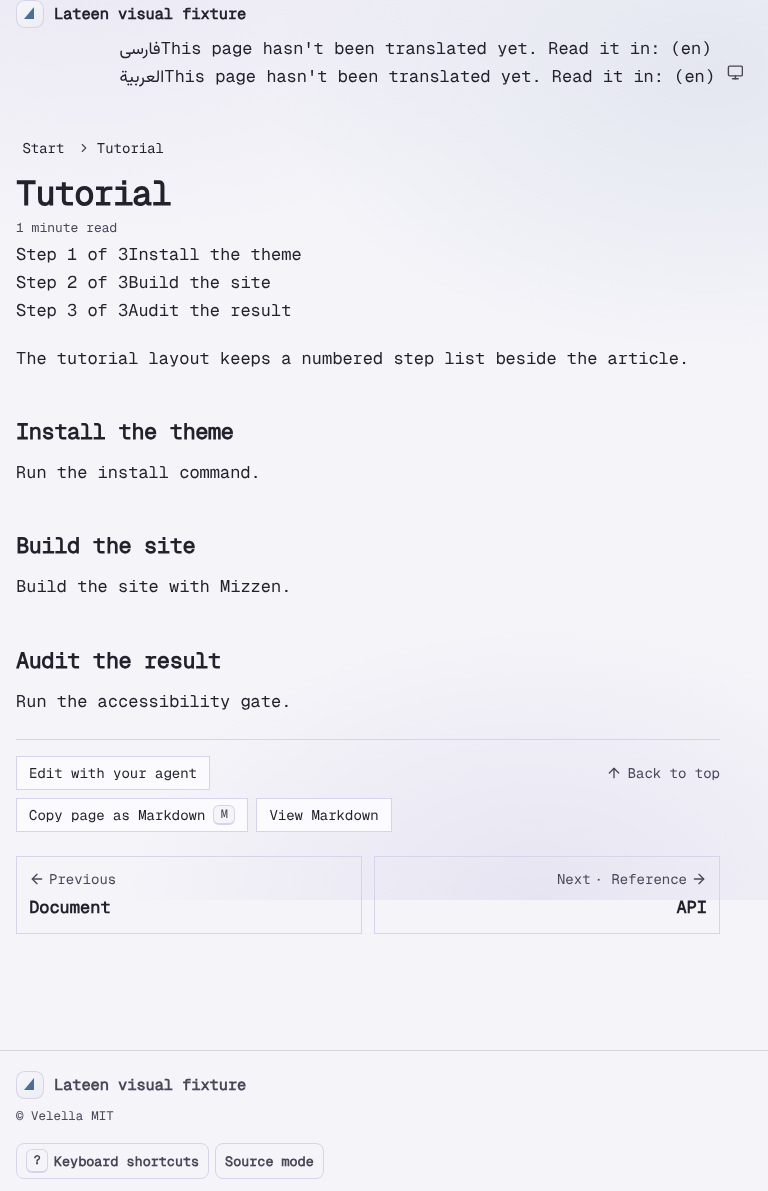 Lateen visual fixture
فارسیThis page hasn't been translated yet. Read it in: (en)
العربيةThis page hasn't been translated yet. Read it in: (en)
Start > Tutorial
Tutorial
1 minute read
Step 1 of 3Install the theme
Step 2 of 3Build the site
Step 3 of 3Audit the result
The tutorial layout keeps a numbered step list beside the article.
Install the theme
Run the install command.
Build the site
Build the site with Mizzen.
Audit the result
Run the accessibility gate.
Edit with your agent
↑ Back to top
Copy page as Markdown M
View Markdown
← Previous
Document
Next · Reference →
API
Lateen visual fixture
© Velella MIT
? Keyboard shortcuts
Source mode